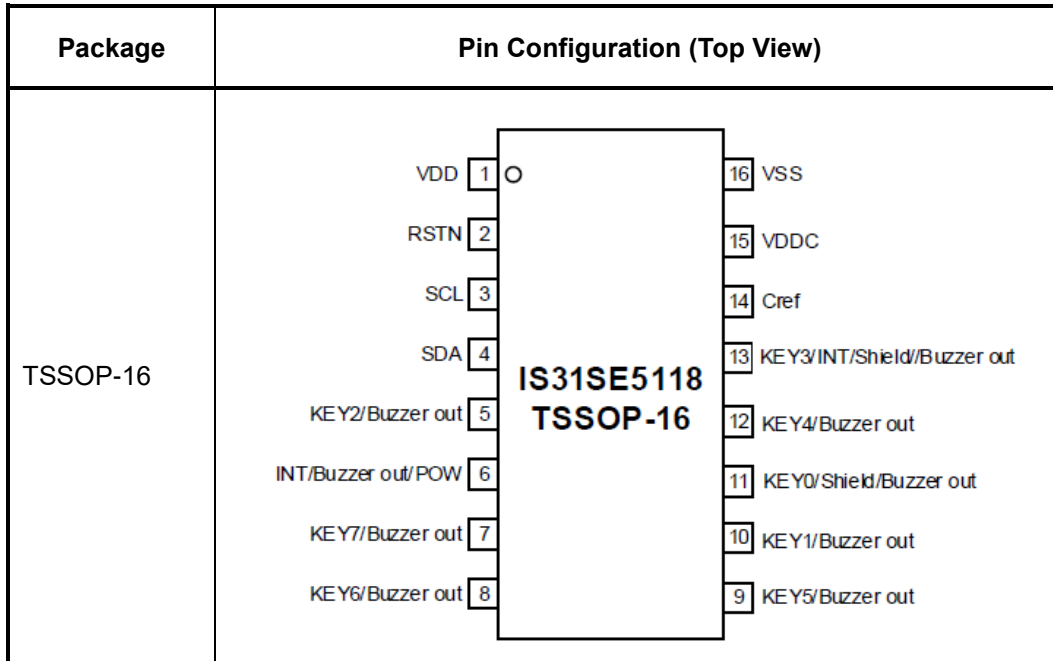 Package
Pin Configuration (Top View)
TSSOP-16
VDD 1
RSTN 2
SCL 3
SDA 4
KEY2/Buzzer out 5
INT/Buzzer out/POW 6
KEY7/Buzzer out 7
KEY6/Buzzer out 8
IS31SE5118
TSSOP-16
16 VSS
15 VDDC
14 Cref
13 KEY3/INT/Shield//Buzzer out
12 KEY4/Buzzer out
11 KEY0/Shield/Buzzer out
10 KEY1/Buzzer out
9 KEY5/Buzzer out